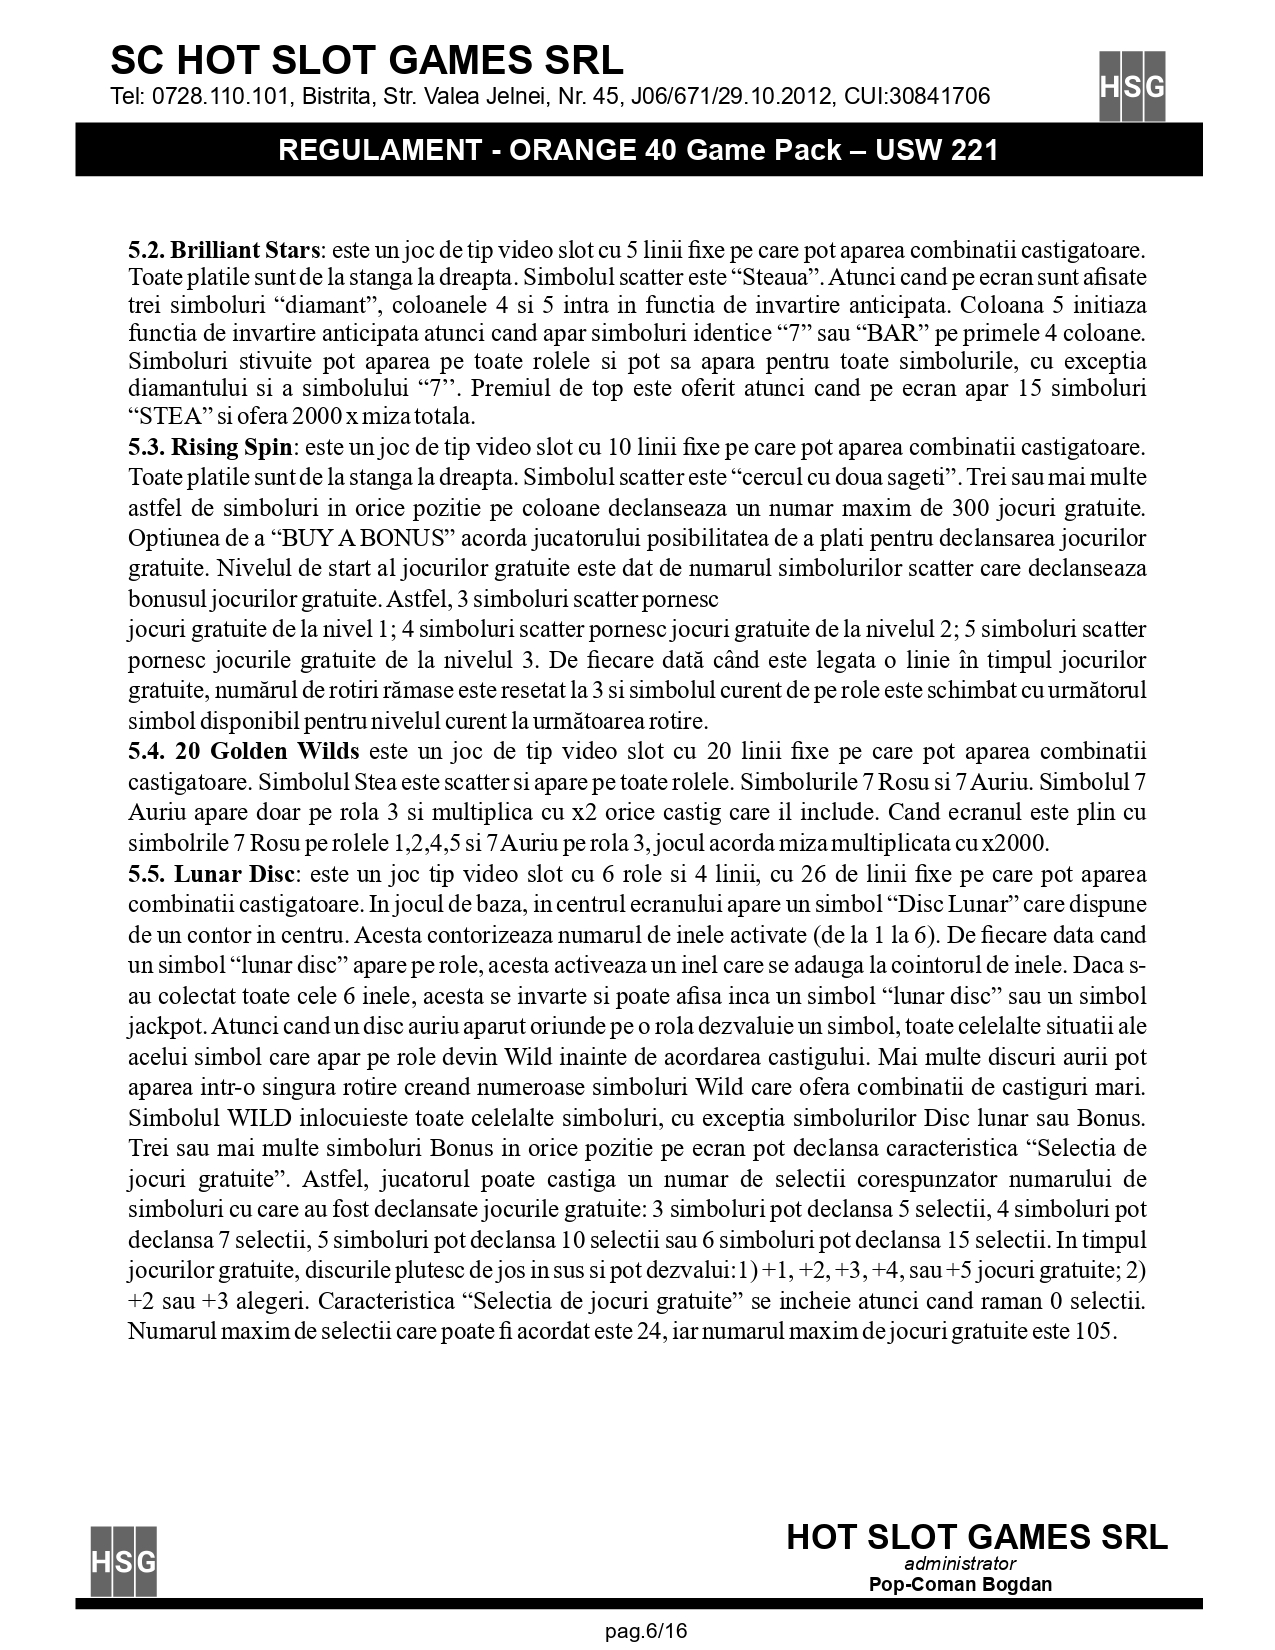 SC HOT SLOT GAMES SRL
Tel: 0728.110.101, Bistrita, Str. Valea Jelnei, Nr. 45, J06/671/29.10.2012, CUI:30841706
HSG
REGULAMENT - ORANGE 40 Game Pack – USW 221
5.2. Brilliant Stars: este un joc de tip video slot cu 5 linii fixe pe care pot aparea combinatii castigatoare.
Toate platile sunt de la stanga la dreapta. Simbolul scatter este “Steaua”. Atunci cand pe ecran sunt afisate
trei simboluri “diamant”, coloanele 4 si 5 intra in functia de invartire anticipata. Coloana 5 initiaza
functia de invartire anticipata atunci cand apar simboluri identice “7” sau “BAR” pe primele 4 coloane.
Simboluri stivuite pot aparea pe toate rolele si pot sa apara pentru toate simbolurile, cu exceptia
diamantului si a simbolului “7’’. Premiul de top este oferit atunci cand pe ecran apar 15 simboluri
“STEA” si ofera 2000 x miza totala.
5.3. Rising Spin: este un joc de tip video slot cu 10 linii fixe pe care pot aparea combinatii castigatoare.
Toate platile sunt de la stanga la dreapta. Simbolul scatter este “cercul cu doua sageti”. Trei sau mai multe
astfel de simboluri in orice pozitie pe coloane declanseaza un numar maxim de 300 jocuri gratuite.
Optiunea de a “BUY A BONUS” acorda jucatorului posibilitatea de a plati pentru declansarea jocurilor
gratuite. Nivelul de start al jocurilor gratuite este dat de numarul simbolurilor scatter care declanseaza
bonusul jocurilor gratuite. Astfel, 3 simboluri scatter pornesc
jocuri gratuite de la nivel 1; 4 simboluri scatter pornesc jocuri gratuite de la nivelul 2; 5 simboluri scatter
pornesc jocurile gratuite de la nivelul 3. De fiecare dată când este legata o linie în timpul jocurilor
gratuite, numărul de rotiri rămase este resetat la 3 si simbolul curent de pe role este schimbat cu următorul
simbol disponibil pentru nivelul curent la următoarea rotire.
5.4. 20 Golden Wilds este un joc de tip video slot cu 20 linii fixe pe care pot aparea combinatii
castigatoare. Simbolul Stea este scatter si apare pe toate rolele. Simbolurile 7 Rosu si 7 Auriu. Simbolul 7
Auriu apare doar pe rola 3 si multiplica cu x2 orice castig care il include. Cand ecranul este plin cu
simbolrile 7 Rosu pe rolele 1,2,4,5 si 7 Auriu pe rola 3, jocul acorda miza multiplicata cu x2000.
5.5. Lunar Disc: este un joc tip video slot cu 6 role si 4 linii, cu 26 de linii fixe pe care pot aparea
combinatii castigatoare. In jocul de baza, in centrul ecranului apare un simbol “Disc Lunar” care dispune
de un contor in centru. Acesta contorizeaza numarul de inele activate (de la 1 la 6). De fiecare data cand
un simbol “lunar disc” apare pe role, acesta activeaza un inel care se adauga la cointorul de inele. Daca s-
au colectat toate cele 6 inele, acesta se invarte si poate afisa inca un simbol “lunar disc” sau un simbol
jackpot. Atunci cand un disc auriu aparut oriunde pe o rola dezvaluie un simbol, toate celelalte situatii ale
acelui simbol care apar pe role devin Wild inainte de acordarea castigului. Mai multe discuri aurii pot
aparea intr-o singura rotire creand numeroase simboluri Wild care ofera combinatii de castiguri mari.
Simbolul WILD inlocuieste toate celelalte simboluri, cu exceptia simbolurilor Disc lunar sau Bonus.
Trei sau mai multe simboluri Bonus in orice pozitie pe ecran pot declansa caracteristica “Selectia de
jocuri gratuite”. Astfel, jucatorul poate castiga un numar de selectii corespunzator numarului de
simboluri cu care au fost declansate jocurile gratuite: 3 simboluri pot declansa 5 selectii, 4 simboluri pot
declansa 7 selectii, 5 simboluri pot declansa 10 selectii sau 6 simboluri pot declansa 15 selectii. In timpul
jocurilor gratuite, discurile plutesc de jos in sus si pot dezvalui:1) +1, +2, +3, +4, sau +5 jocuri gratuite; 2)
+2 sau +3 alegeri. Caracteristica “Selectia de jocuri gratuite” se incheie atunci cand raman 0 selectii.
Numarul maxim de selectii care poate fi acordat este 24, iar numarul maxim de jocuri gratuite este 105.
HSG
HOT SLOT GAMES SRL
administrator
Pop-Coman Bogdan
pag.6/16